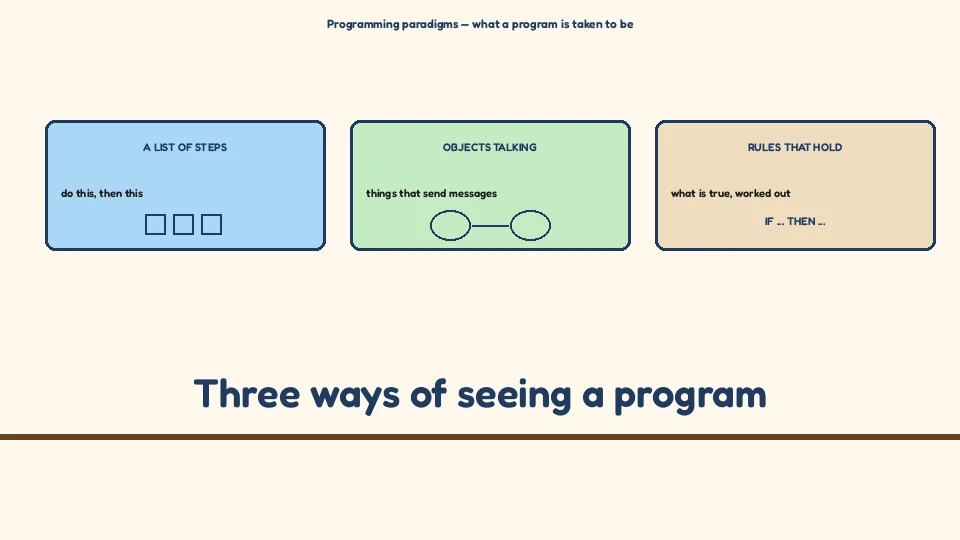 Programming paradigms — what a program is taken to be
A LIST OF STEPS
do this, then this
OBJECTS TALKING
things that send messages
RULES THAT HOLD
what is true, worked out
IF ... THEN ...
Three ways of seeing a program